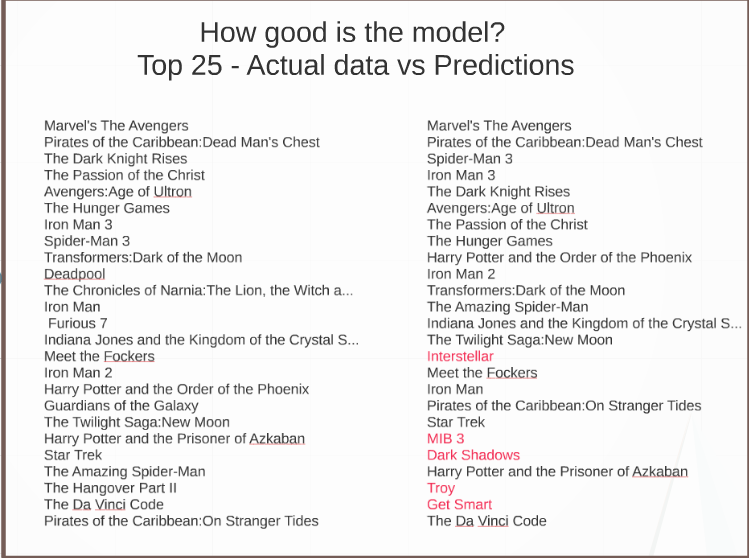 How good is the model?
Top 25 - Actual data vs Predictions
Marvel's The Avengers
Pirates of the Caribbean:Dead Man's Chest
The Dark Knight Rises
The Passion of the Christ
Avengers:Age of Ultron
The Hunger Games
Iron Man 3
Spider-Man 3
Transformers:Dark of the Moon
Deadpool
The Chronicles of Narnia:The Lion, the Witch a...
Iron Man
Furious 7
Indiana Jones and the Kingdom of the Crystal S...
Meet the Fockers
Iron Man 2
Harry Potter and the Order of the Phoenix
Guardians of the Galaxy
The Twilight Saga:New Moon
Harry Potter and the Prisoner of Azkaban
Star Trek
The Amazing Spider-Man
The Hangover Part II
The Da Vinci Code
Pirates of the Caribbean:On Stranger Tides
Marvel's The Avengers
Pirates of the Caribbean:Dead Man's Chest
Spider-Man 3
Iron Man 3
The Dark Knight Rises
Avengers:Age of Ultron
The Passion of the Christ
The Hunger Games
Harry Potter and the Order of the Phoenix
Iron Man 2
Transformers:Dark of the Moon
The Amazing Spider-Man
Indiana Jones and the Kingdom of the Crystal S...
The Twilight Saga:New Moon
Interstellar
Meet the Fockers
Iron Man
Pirates of the Caribbean:On Stranger Tides
Star Trek
MIB 3
Dark Shadows
Harry Potter and the Prisoner of Azkaban
Troy
Get Smart
The Da Vinci Code